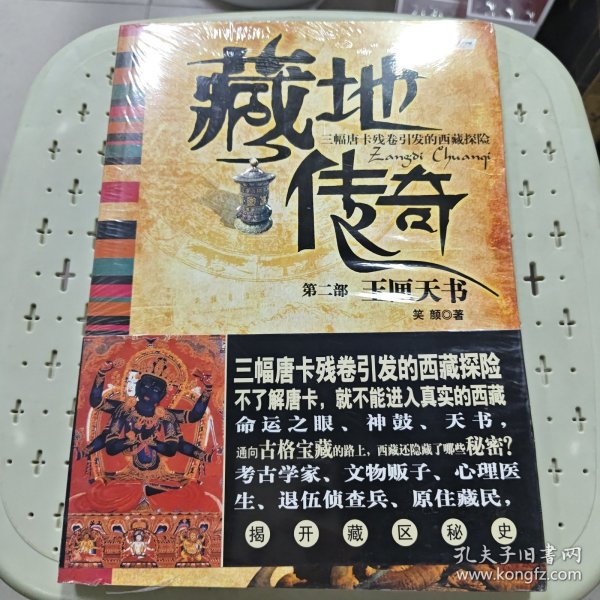 藏地
三幅唐卡残卷引发的西藏探险
Zangdi Chuanqi
传奇
第二部 王匣天书
笑颜◎著
三幅唐卡残卷引发的西藏探险
不了解唐卡，就不能进入真实的西藏
命运之眼、神鼓、天书，
通向古格宝藏的路上，西藏还隐藏了哪些秘密？
考古学家、文物贩子、心理医
生、退伍侦查兵、原住藏民，
揭开藏区秘史
孔夫子旧书网
www.kongfz.com